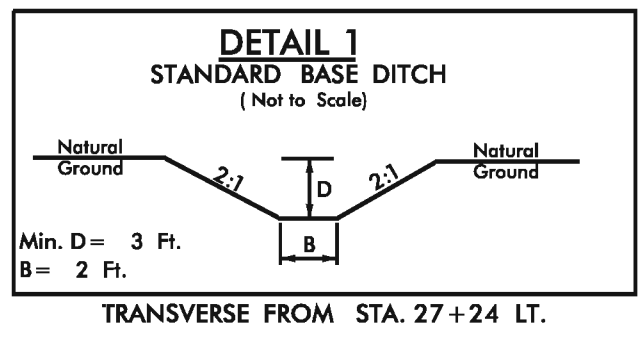 DETAIL 1
STANDARD BASE DITCH
( Not to Scale)
Natural
Ground
2:1
D
2:1
Natural
Ground
B
Min. D= 3 Ft.
B= 2 Ft.
TRANSVERSE FROM STA. 27+24 LT.